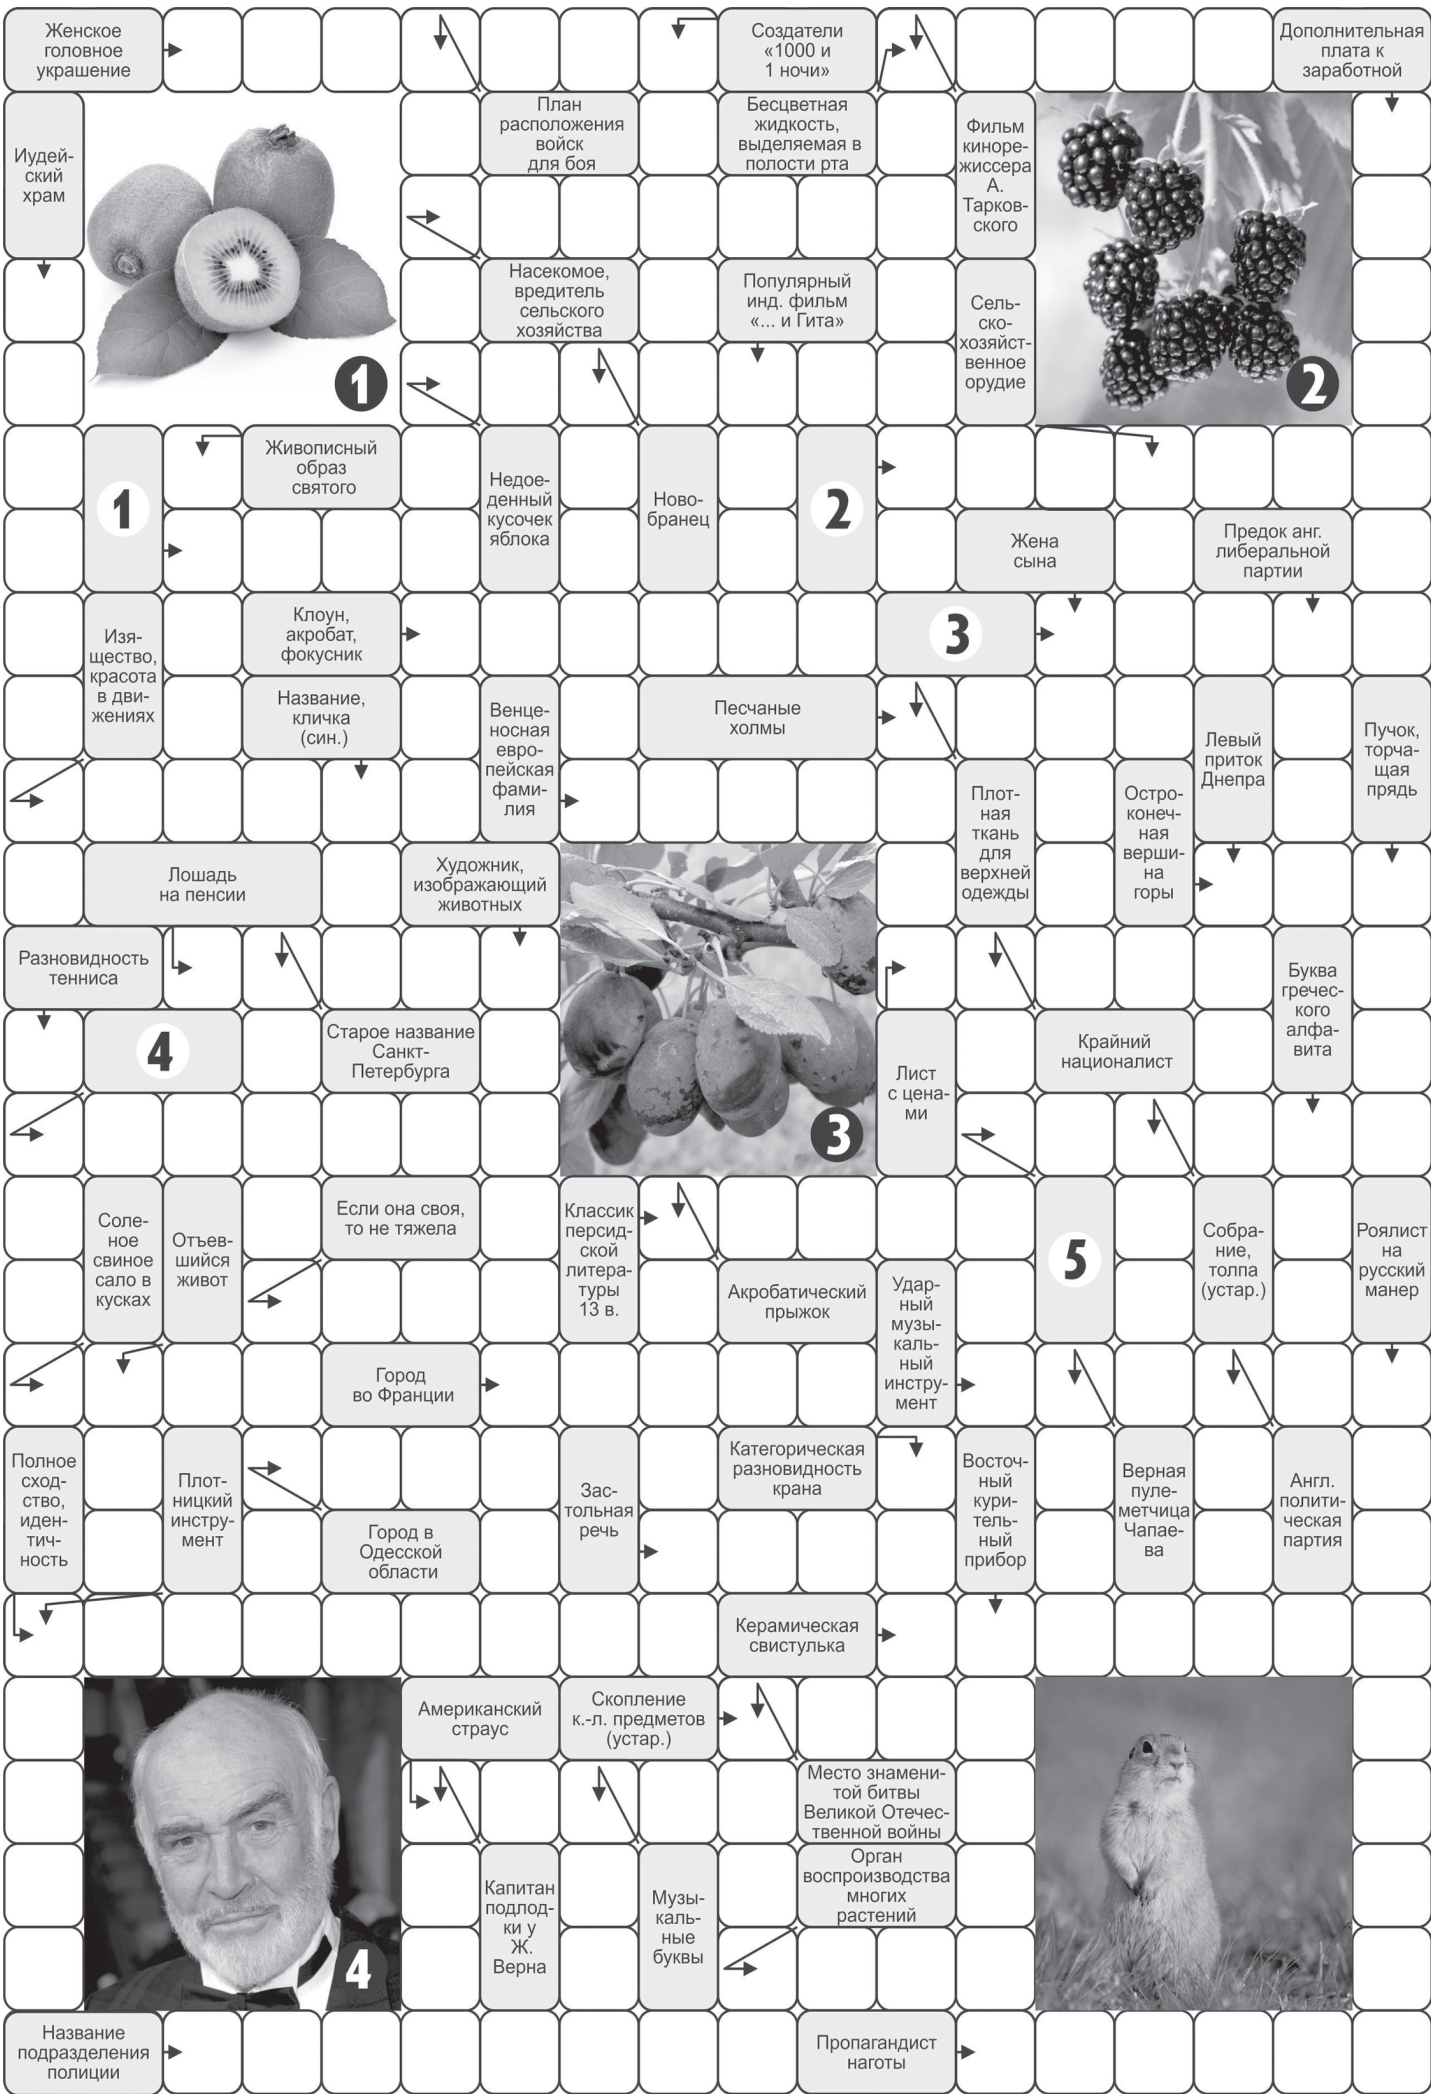 Женское
головное
украшение
Создатели
«1000 и
1 ночи»
Дополнительная
плата к
заработной
Иудей-
ский
храм
План
расположения
войск
для боя
Бесцветная
жидкость,
выделяемая в
полости рта
Фильм
киноре-
жиссера
А.
Тарков-
ского
Насекомое,
вредитель
сельского
хозяйства
Популярный
инд. фильм
«... и Гита»
Сель-
ско-
хозяйст-
венное
орудие
1
2
1
Живописный
образ
святого
Недое-
денный
кусочек
яблока
Ново-
бранец
2
Жена
сына
Предок анг.
либеральной
партии
Изя-
щество,
красота
в дви-
жениях
Клоун,
акробат,
фокусник
3
Название,
кличка
(син.)
Венце-
носная
евро-
пейская
фами-
лия
Песчаные
холмы
Левый
приток
Днепра
Пучок,
торча-
щая
прядь
Плот-
ная
ткань
для
верхней
одежды
Остро-
конеч-
ная
верши-
на
горы
Лошадь
на пенсии
Художник,
изображающий
животных
Разновидность
тенниса
Буква
гречес-
кого
алфа-
вита
4
Старое название
Санкт-
Петербурга
Лист
с цена-
ми
Крайний
националист
3
Соле-
ное
свиное
сало в
кусках
Отъев-
шийся
живот
Если она своя,
то не тяжела
Классик
персид-
ской
литера-
туры
13 в.
5
Собра-
ние,
толпа
(устар.)
Роялист
на
русский
манер
Акробатический
прыжок
Удар-
ный
музы-
каль-
ный
инстру-
мент
Город
во Франции
Полное
сход-
ство,
иден-
тич-
ность
Плот-
ницкий
инстру-
мент
Зас-
тольная
речь
Категорическая
разновидность
крана
Восточ-
ный
кури-
тель-
ный
прибор
Верная
пуле-
метчица
Чапае-
ва
Англ.
полити-
ческая
партия
Город в
Одесской
области
Керамическая
свистулька
Американский
страус
Скопление
к.-л. предметов
(устар.)
Место знамени-
той битвы
Великой Отечес-
твенной войны
Капитан
подлод-
ки у
Ж.
Верна
Музы-
каль-
ные
буквы
Орган
воспроизводства
многих
растений
4
Название
подразделения
полиции
Пропагандист
наготы